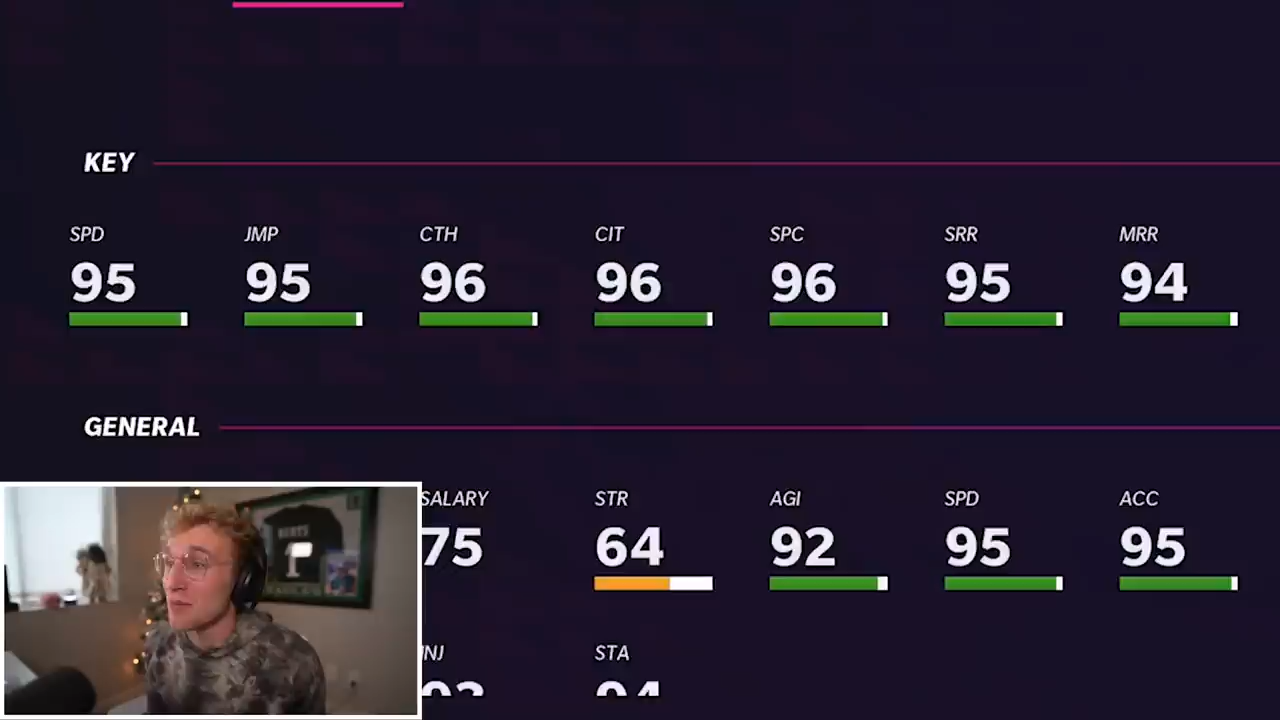 KEY
SPD JMP CTH CIT SPC SRR MRR
95 95 96 96 96 95 94
GENERAL
SALARY STR AGI SPD ACC
75 64 92 95 95
INJ STA